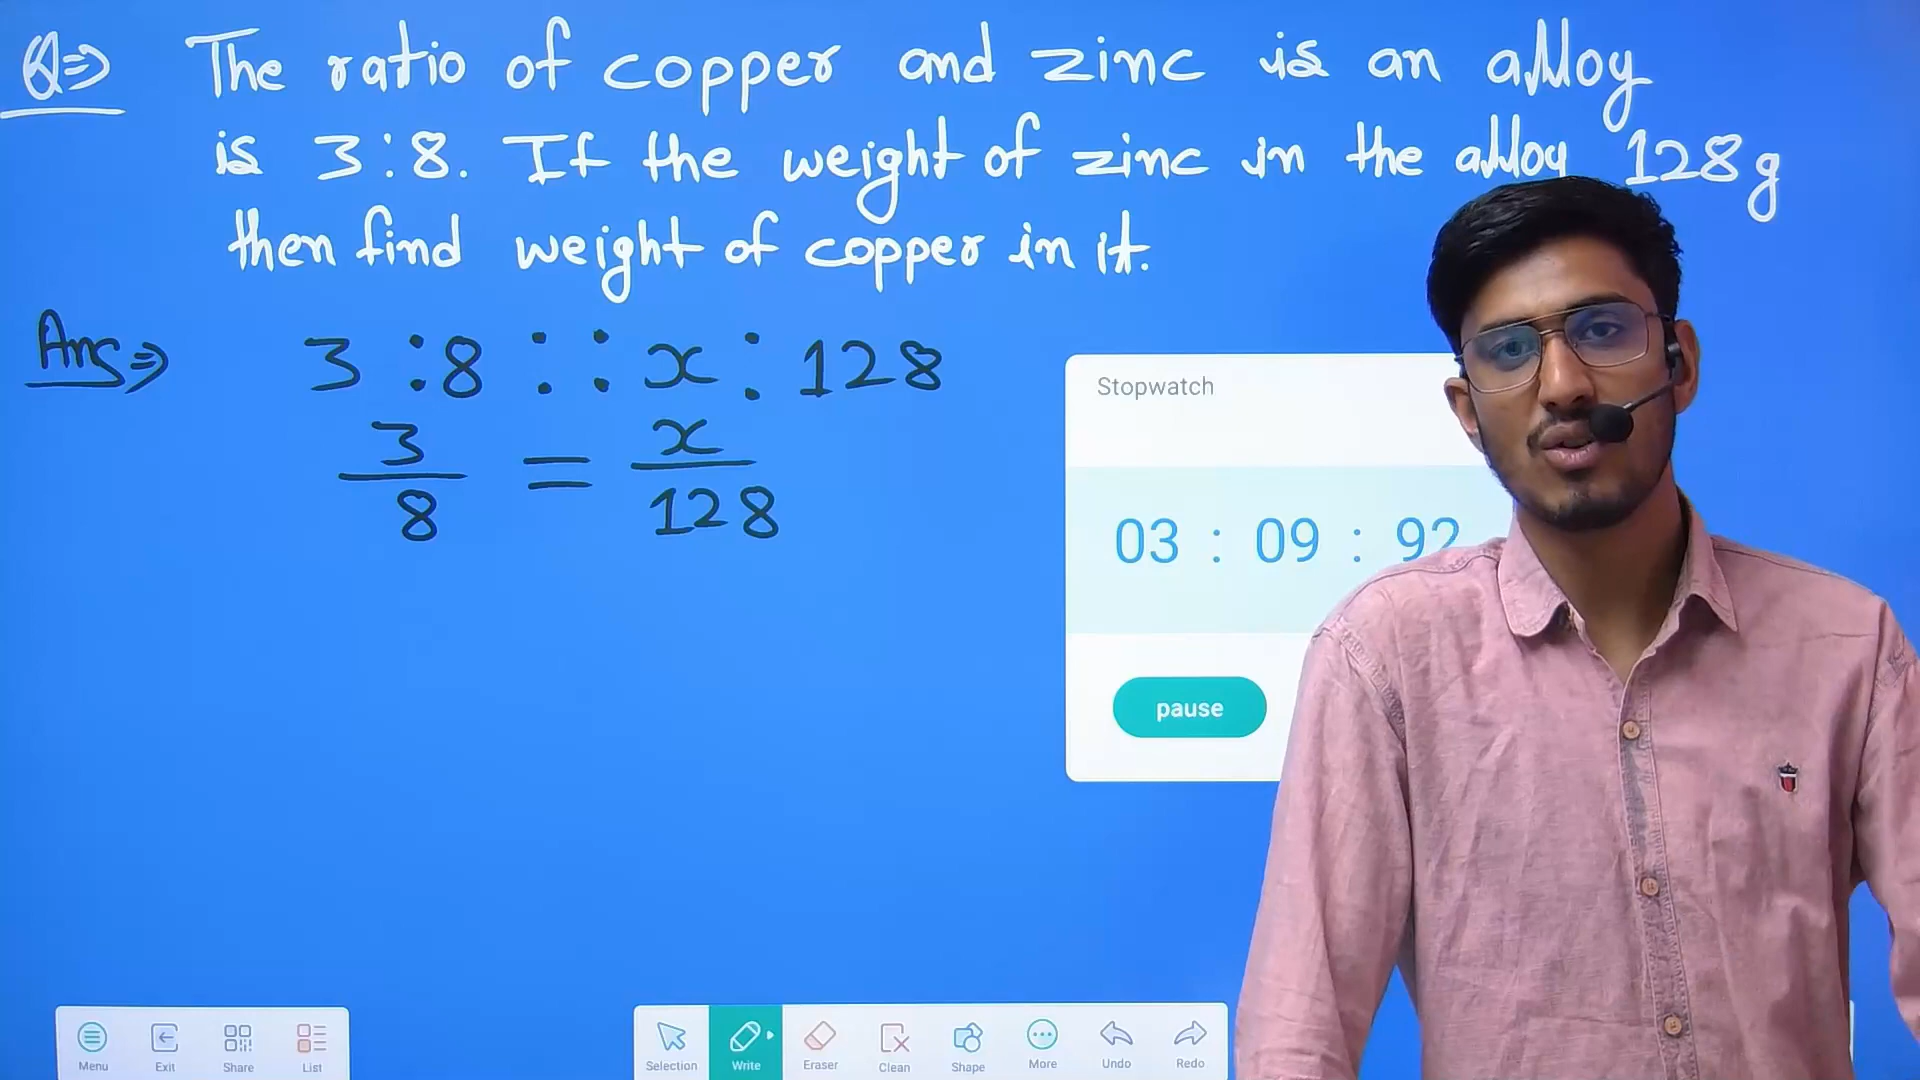 Q⇒ The ratio of copper and zinc is an alloy
is 3:8. If the weight of zinc in the alloy 128g
then find weight of copper in it.
Ans⇒ 3 : 8 :: x : 128
3/8 = x/128
Stopwatch
03 : 09 : 92
pause
Menu Exit Share List
Selection Write Eraser Clean Shape More Undo Redo